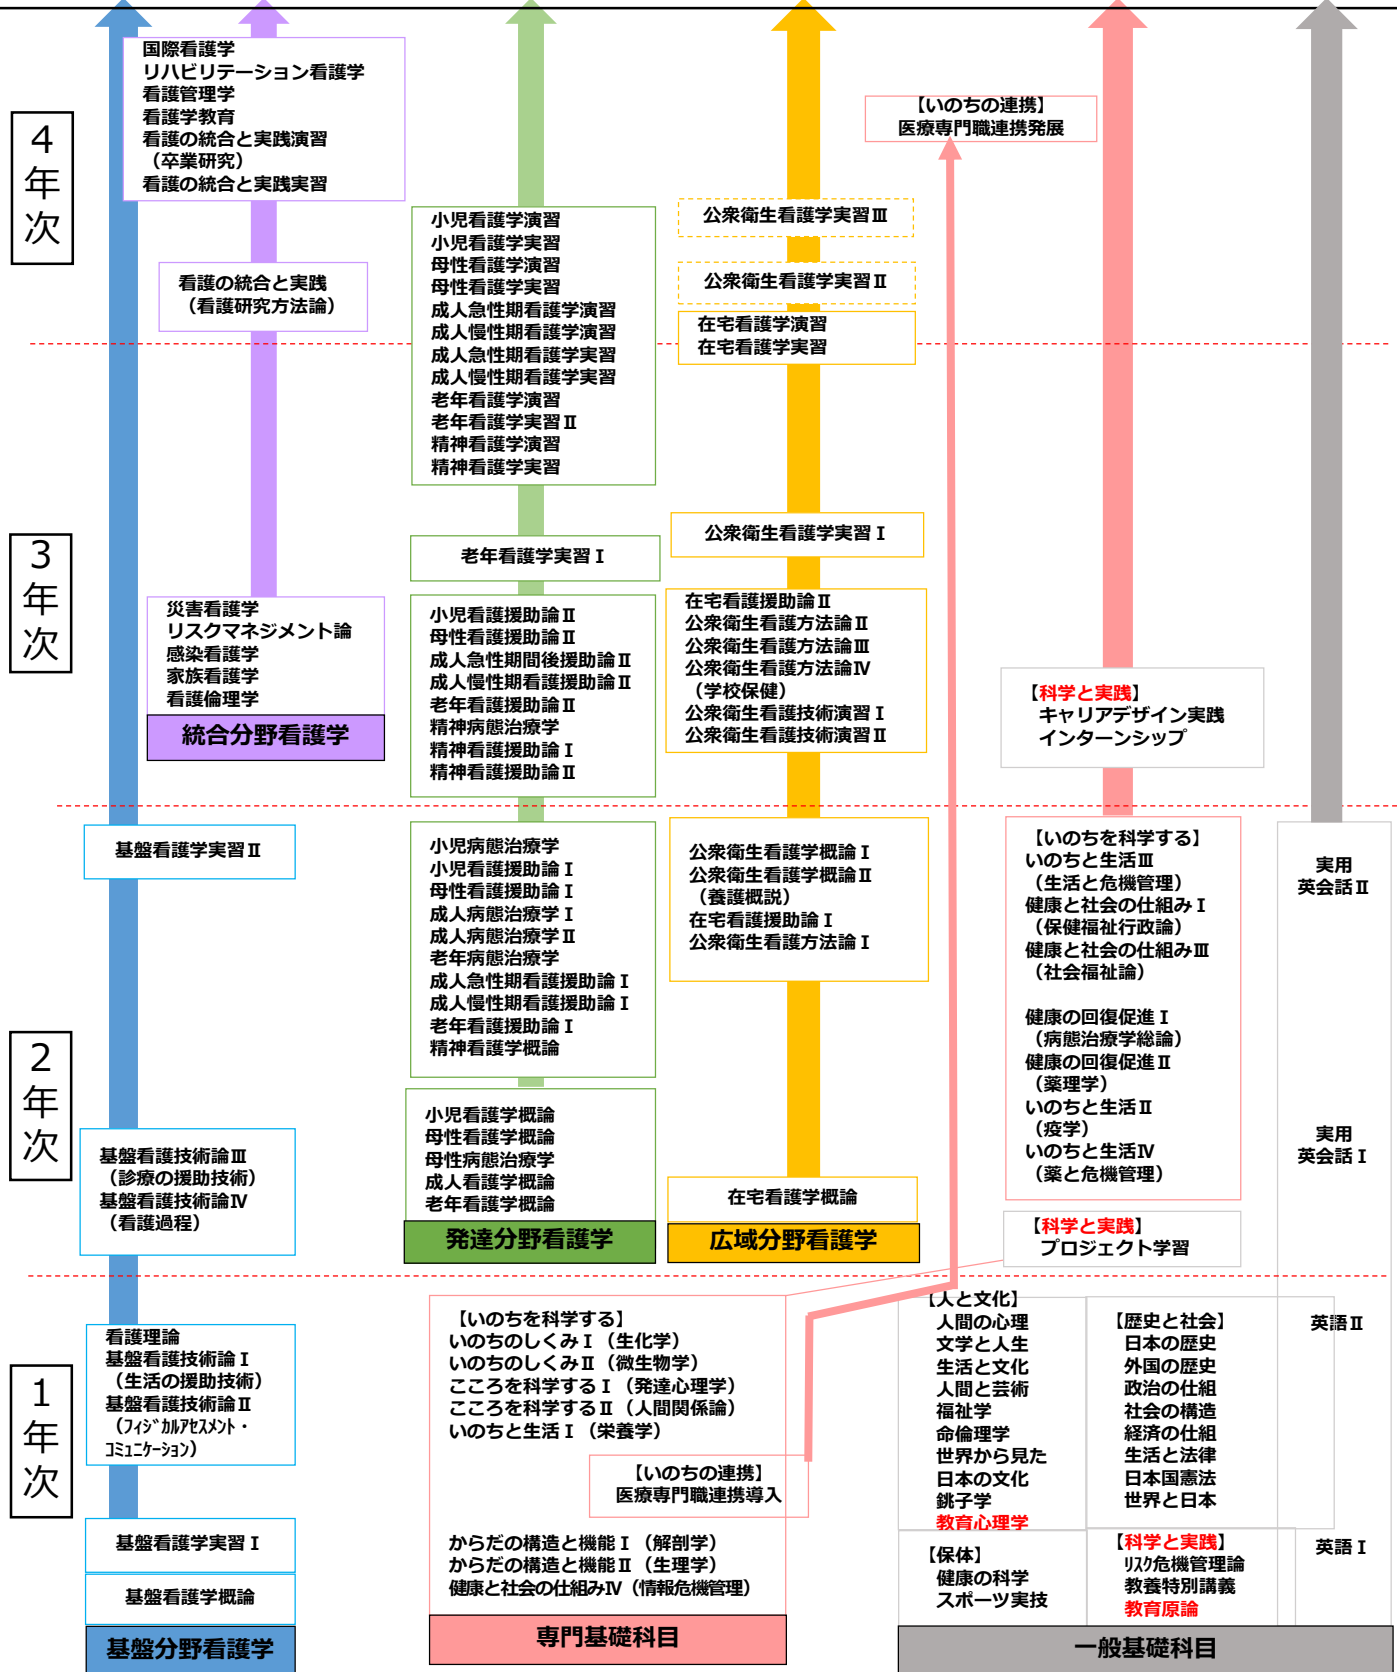 4
年
次
国際看護学
リハビリテーション看護学
看護管理学
看護学教育
看護の統合と実践演習
（卒業研究）
看護の統合と実践実習
看護の統合と実践
（看護研究方法論）
小児看護学演習
小児看護学実習
母性看護学演習
母性看護学実習
成人急性期看護学演習
成人慢性期看護学演習
成人急性期看護学実習
成人慢性期看護学実習
老年看護学演習
老年看護学実習Ⅱ
精神看護学演習
精神看護学実習
公衆衛生看護学実習Ⅲ
公衆衛生看護学実習Ⅱ
在宅看護学演習
在宅看護学実習
【いのちの連携】
医療専門職連携発展
3
年
次
災害看護学
リスクマネジメント論
感染看護学
家族看護学
看護倫理学
統合分野看護学
老年看護学実習Ⅰ
小児看護援助論Ⅱ
母性看護援助論Ⅱ
成人急性期間後援助論Ⅱ
成人慢性期看護援助論Ⅱ
老年看護援助論Ⅱ
精神病態治療学
精神看護援助論Ⅰ
精神看護援助論Ⅱ
公衆衛生看護学実習Ⅰ
在宅看護援助論Ⅱ
公衆衛生看護方法論Ⅱ
公衆衛生看護方法論Ⅲ
公衆衛生看護方法論Ⅳ
（学校保健）
公衆衛生看護技術演習Ⅰ
公衆衛生看護技術演習Ⅱ
【科学と実践】
キャリアデザイン実践
インターンシップ
2
年
次
基盤看護学実習Ⅱ
基盤看護技術論Ⅲ
（診療の援助技術）
基盤看護技術論Ⅳ
（看護過程）
小児病態治療学
小児看護援助論Ⅰ
母性看護援助論Ⅰ
成人病態治療学Ⅰ
成人病態治療学Ⅱ
老年病態治療学
成人急性期看護援助論Ⅰ
成人慢性期看護援助論Ⅰ
老年看護援助論Ⅰ
精神看護学概論
小児看護学概論
母性看護学概論
母性病態治療学
成人看護学概論
老年看護学概論
発達分野看護学
公衆衛生看護学概論Ⅰ
公衆衛生看護学概論Ⅱ
（養護概説）
在宅看護援助論Ⅰ
公衆衛生看護方法論Ⅰ
在宅看護学概論
広域分野看護学
【いのちを科学する】
いのちと生活Ⅲ
（生活と危機管理）
健康と社会の仕組みⅠ
（保健福祉行政論）
健康と社会の仕組みⅢ
（社会福祉論）
健康の回復促進Ⅰ
（病態治療学総論）
健康の回復促進Ⅱ
（薬理学）
いのちと生活Ⅱ
（疫学）
いのちと生活Ⅳ
（薬と危機管理）
【科学と実践】
プロジェクト学習
実用
英会話Ⅱ
実用
英会話Ⅰ
1
年
次
看護理論
基盤看護技術論Ⅰ
（生活の援助技術）
基盤看護技術論Ⅱ
（ﾌｨｼﾞｶﾙｱｾｽﾒﾝﾄ・
ｺﾐｭﾆｹｰｼｮﾝ）
基盤看護学実習Ⅰ
基盤看護学概論
基盤分野看護学
【いのちを科学する】
いのちのしくみⅠ（生化学）
いのちのしくみⅡ（微生物学）
こころを科学するⅠ（発達心理学）
こころを科学するⅡ（人間関係論）
いのちと生活Ⅰ（栄養学）
【いのちの連携】
医療専門職連携導入
からだの構造と機能Ⅰ（解剖学）
からだの構造と機能Ⅱ（生理学）
健康と社会の仕組みⅣ（情報危機管理）
専門基礎科目
【人と文化】
人間の心理
文学と人生
生活と文化
人間と芸術
福祉学
命倫理学
世界から見た
日本の文化
銚子学
教育心理学
【保体】
健康の科学
スポーツ実技
【歴史と社会】
日本の歴史
外国の歴史
政治の仕組
社会の構造
経済の仕組
生活と法律
日本国憲法
世界と日本
【科学と実践】
ﾘｽｸ危機管理論
教養特別講義
教育原論
英語Ⅱ
英語Ⅰ
一般基礎科目